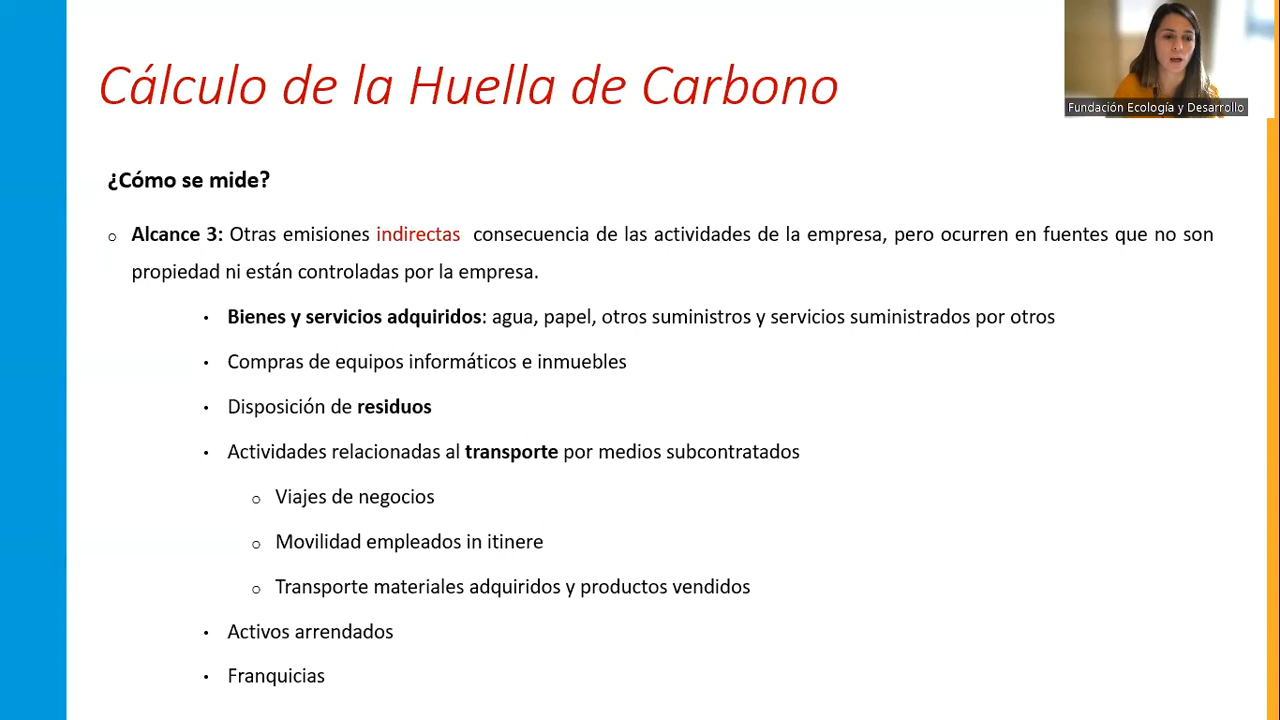 Cálculo de la Huella de Carbono
Fundación Ecología y Desarrollo
¿Cómo se mide?
o Alcance 3: Otras emisiones indirectas consecuencia de las actividades de la empresa, pero ocurren en fuentes que no son
propiedad ni están controladas por la empresa.
• Bienes y servicios adquiridos: agua, papel, otros suministros y servicios suministrados por otros
• Compras de equipos informáticos e inmuebles
• Disposición de residuos
• Actividades relacionadas al transporte por medios subcontratados
o Viajes de negocios
o Movilidad empleados in itinere
o Transporte materiales adquiridos y productos vendidos
• Activos arrendados
• Franquicias